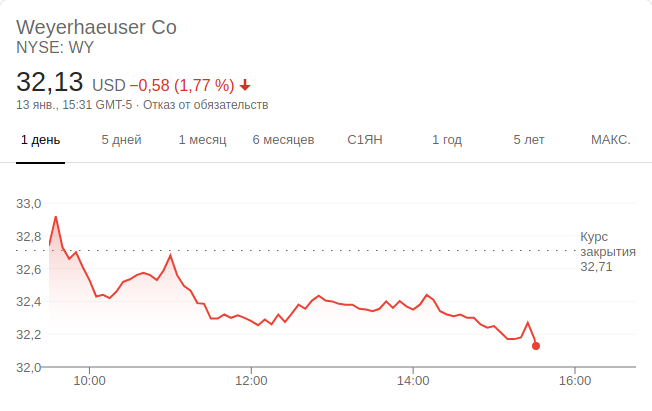 Weyerhaeuser Co
NYSE: WY
32,13 USD −0,58 (1,77 %)
13 янв., 15:31 GMT-5 · Отказ от обязательств
1 день 5 дней 1 месяц 6 месяцев С1ЯН 1 год 5 лет МАКС.
33,0
32,8
Курс
закрытия
32,71
32,6
32,4
32,2
32,0
10:00 12:00 14:00 16:00